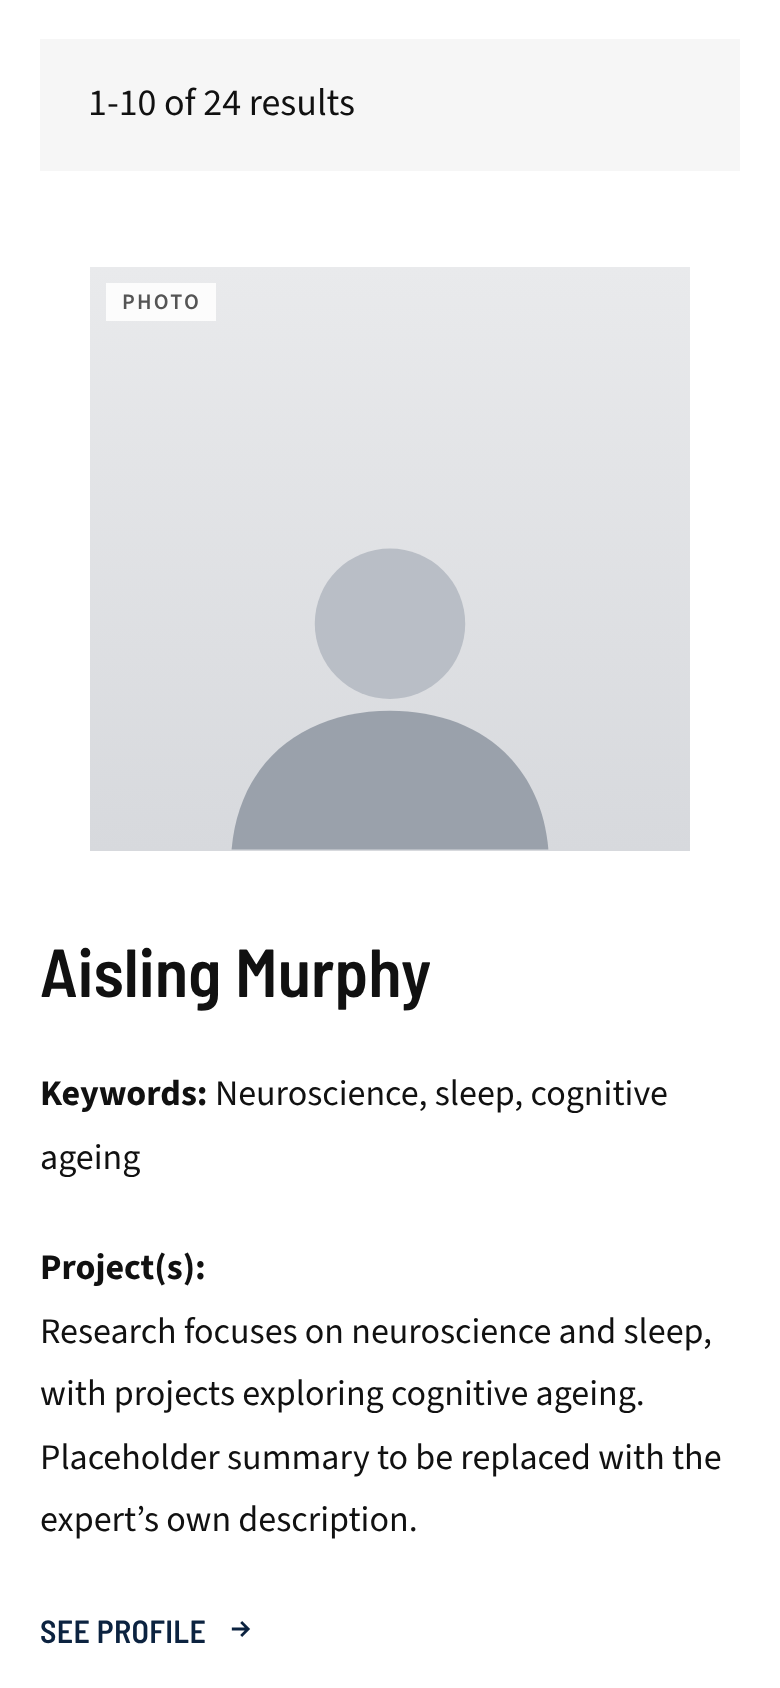 1-10 of 24 results
PHOTO
Aisling Murphy
Keywords: Neuroscience, sleep, cognitive
ageing
Project(s):
Research focuses on neuroscience and sleep,
with projects exploring cognitive ageing.
Placeholder summary to be replaced with the
expert’s own description.
SEE PROFILE →